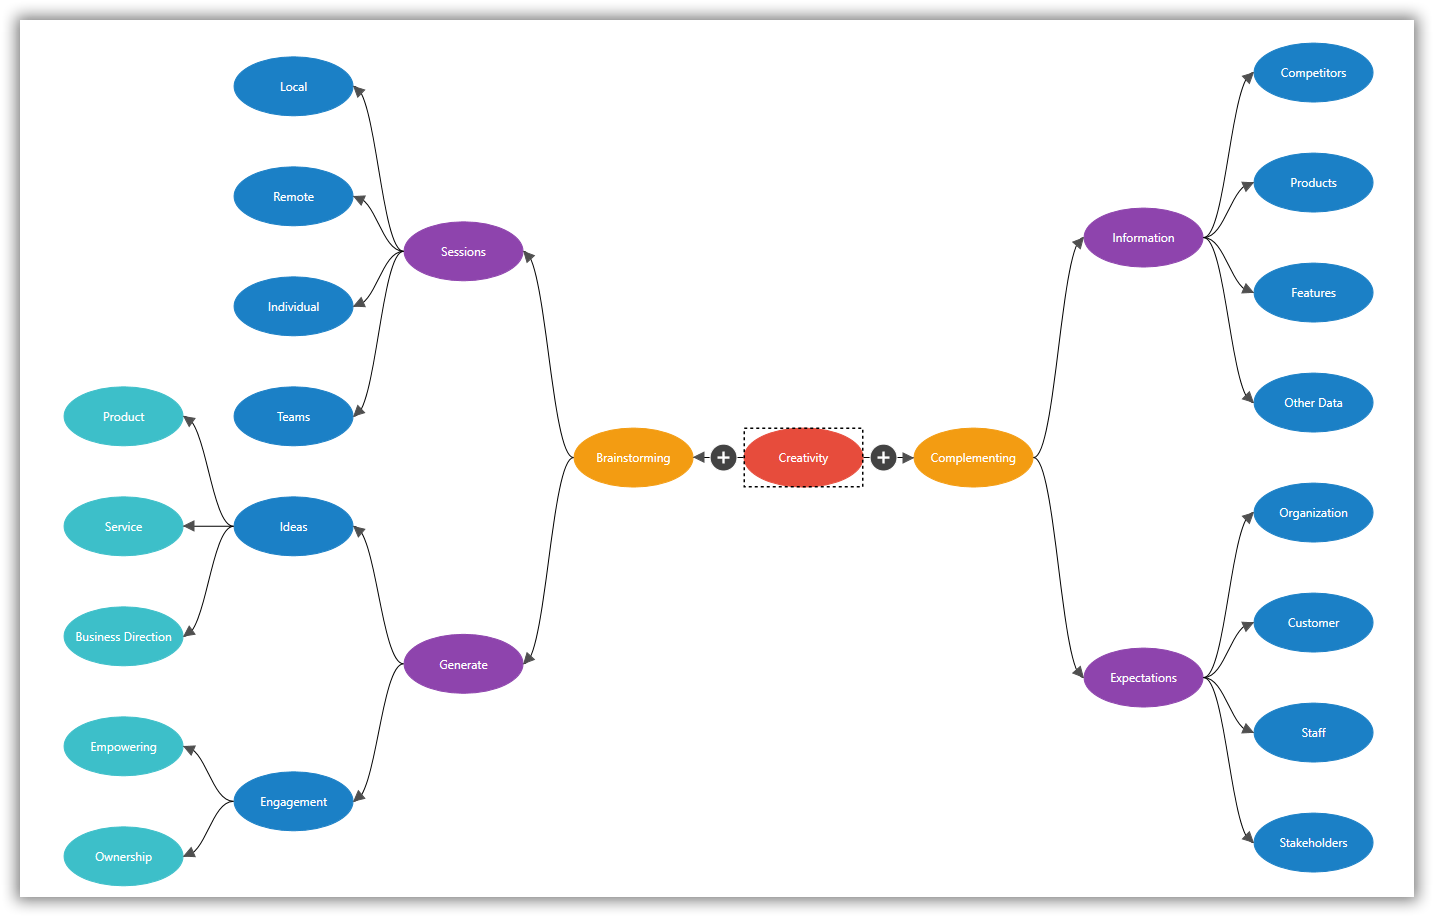 Local
Remote
Individual
Teams
Sessions
Product
Service
Business Direction
Ideas
Empowering
Ownership
Engagement
Generate
Brainstorming
Creativity
Complementing
Information
Competitors
Products
Features
Other Data
Expectations
Organization
Customer
Staff
Stakeholders